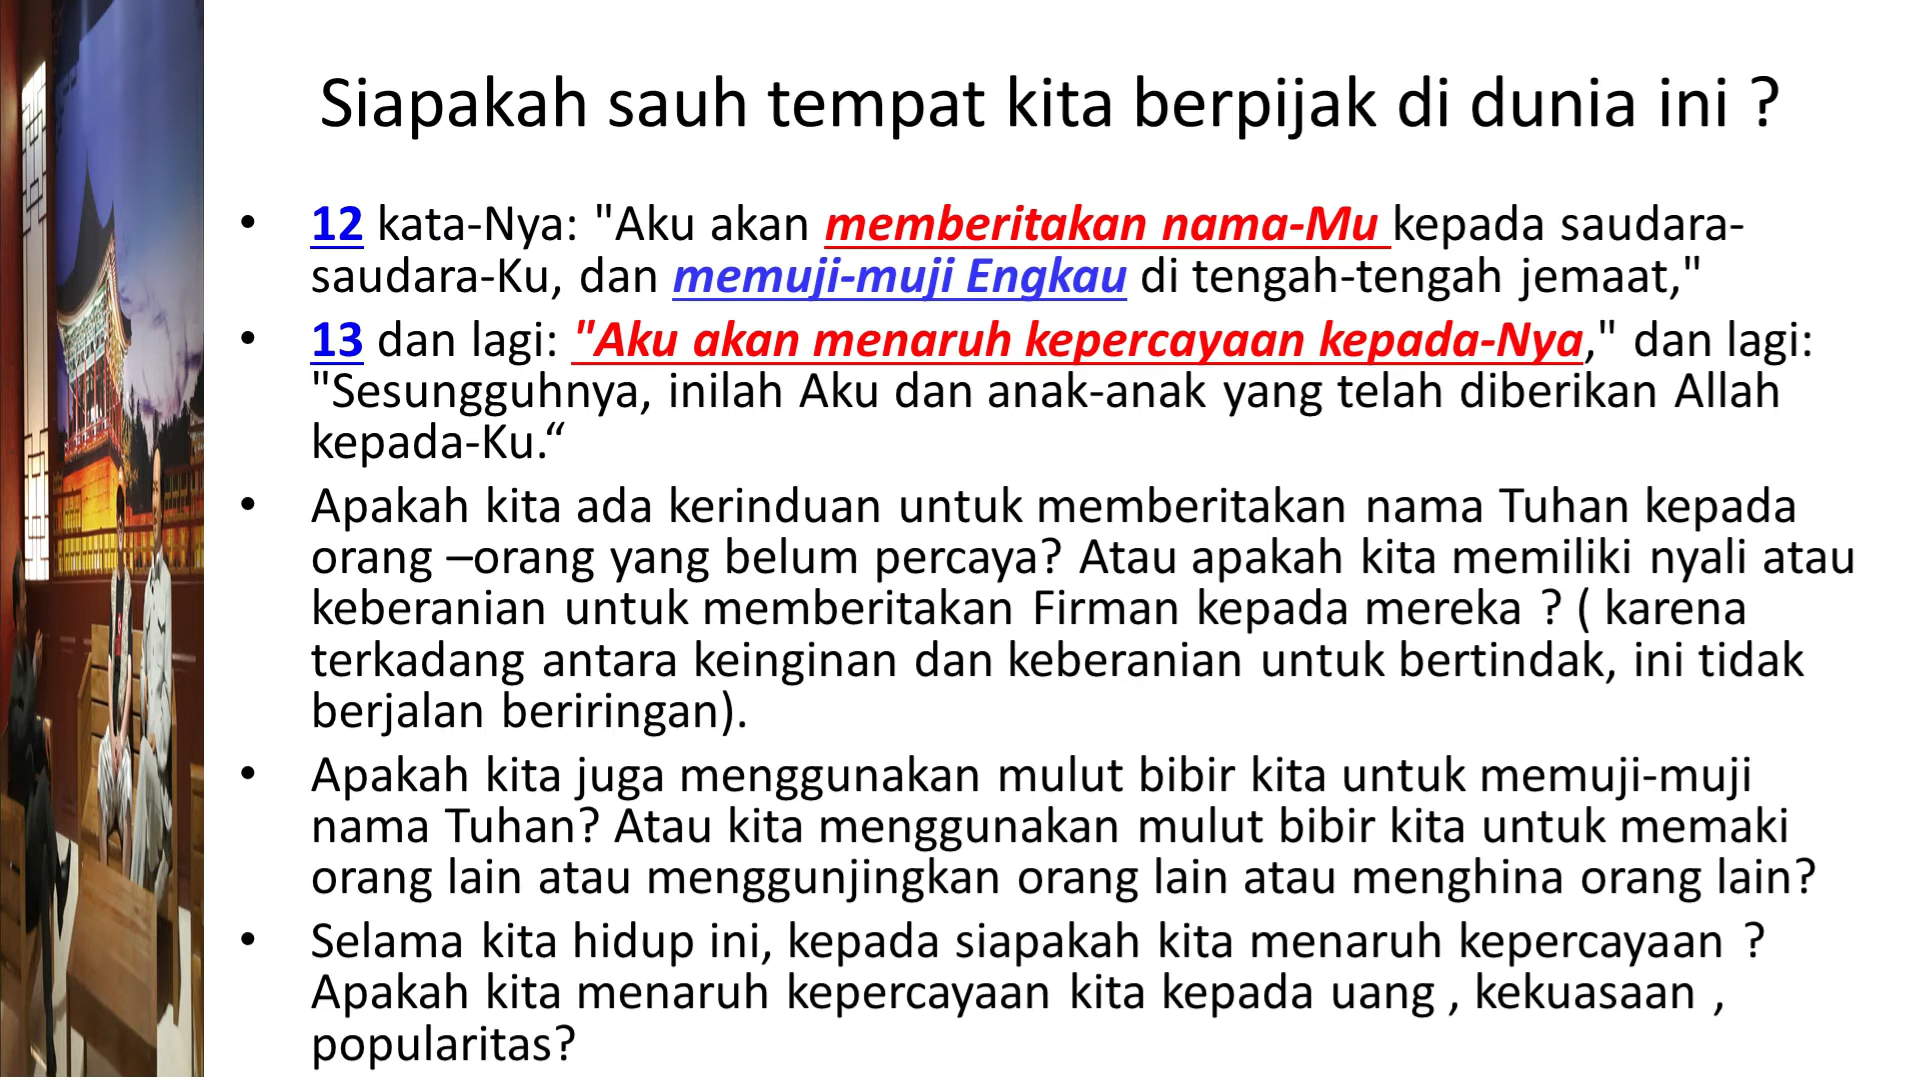 Siapakah sauh tempat kita berpijak di dunia ini ?
• 12 kata-Nya: "Aku akan memberitakan nama-Mu kepada saudara-
saudara-Ku, dan memuji-muji Engkau di tengah-tengah jemaat,"
• 13 dan lagi: "Aku akan menaruh kepercayaan kepada-Nya," dan lagi:
"Sesungguhnya, inilah Aku dan anak-anak yang telah diberikan Allah
kepada-Ku.“
• Apakah kita ada kerinduan untuk memberitakan nama Tuhan kepada
orang –orang yang belum percaya? Atau apakah kita memiliki nyali atau
keberanian untuk memberitakan Firman kepada mereka ? ( karena
terkadang antara keinginan dan keberanian untuk bertindak, ini tidak
berjalan beriringan).
• Apakah kita juga menggunakan mulut bibir kita untuk memuji-muji
nama Tuhan? Atau kita menggunakan mulut bibir kita untuk memaki
orang lain atau menggunjingkan orang lain atau menghina orang lain?
• Selama kita hidup ini, kepada siapakah kita menaruh kepercayaan ?
Apakah kita menaruh kepercayaan kita kepada uang , kekuasaan ,
popularitas?